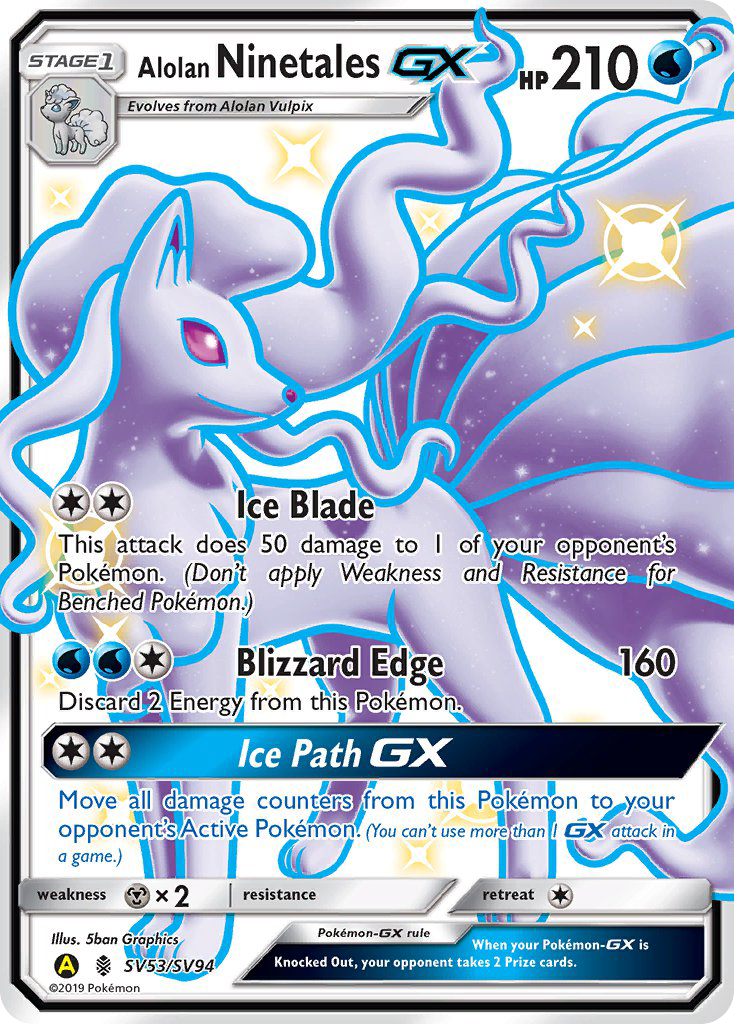 STAGE 1
Alolan Ninetales GX
HP 210
Evolves from Alolan Vulpix
Ice Blade
This attack does 50 damage to 1 of your opponent's
Pokémon. (Don't apply Weakness and Resistance for
Benched Pokémon.)
Blizzard Edge 160
Discard 2 Energy from this Pokémon.
Ice Path GX
Move all damage counters from this Pokémon to your
opponent's Active Pokémon. (You can't use more than 1 GX attack in
a game.)
weakness ×2 resistance retreat
Illus. 5ban Graphics
A SV53/SV94
©2019 Pokémon
Pokémon-GX rule
When your Pokémon-GX is
Knocked Out, your opponent takes 2 Prize cards.